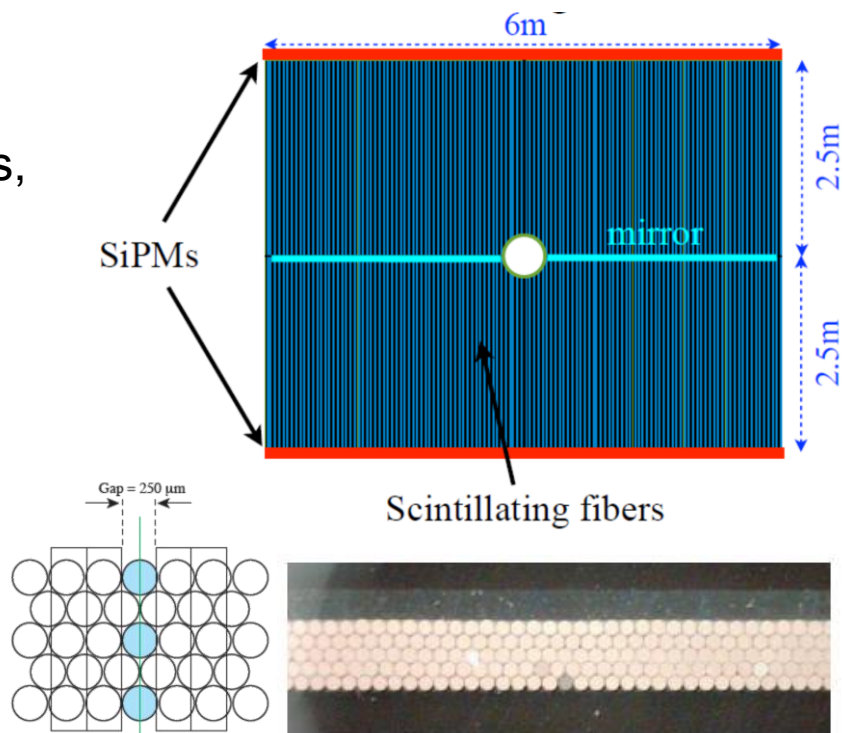 6m
s,
2.5m
SiPMs
mirror
2.5m
Gap = 250 µm
Scintillating fibers